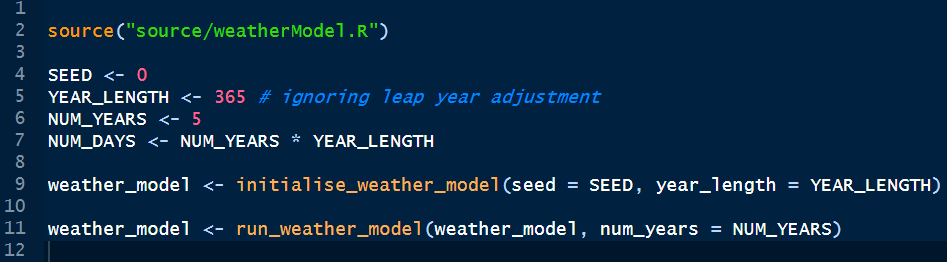 1
2 source("source/weatherModel.R")
3
4 SEED <- 0
5 YEAR_LENGTH <- 365 # ignoring leap year adjustment
6 NUM_YEARS <- 5
7 NUM_DAYS <- NUM_YEARS * YEAR_LENGTH
8
9 weather_model <- initialise_weather_model(seed = SEED, year_length = YEAR_LENGTH)
10
11 weather_model <- run_weather_model(weather_model, num_years = NUM_YEARS)
12